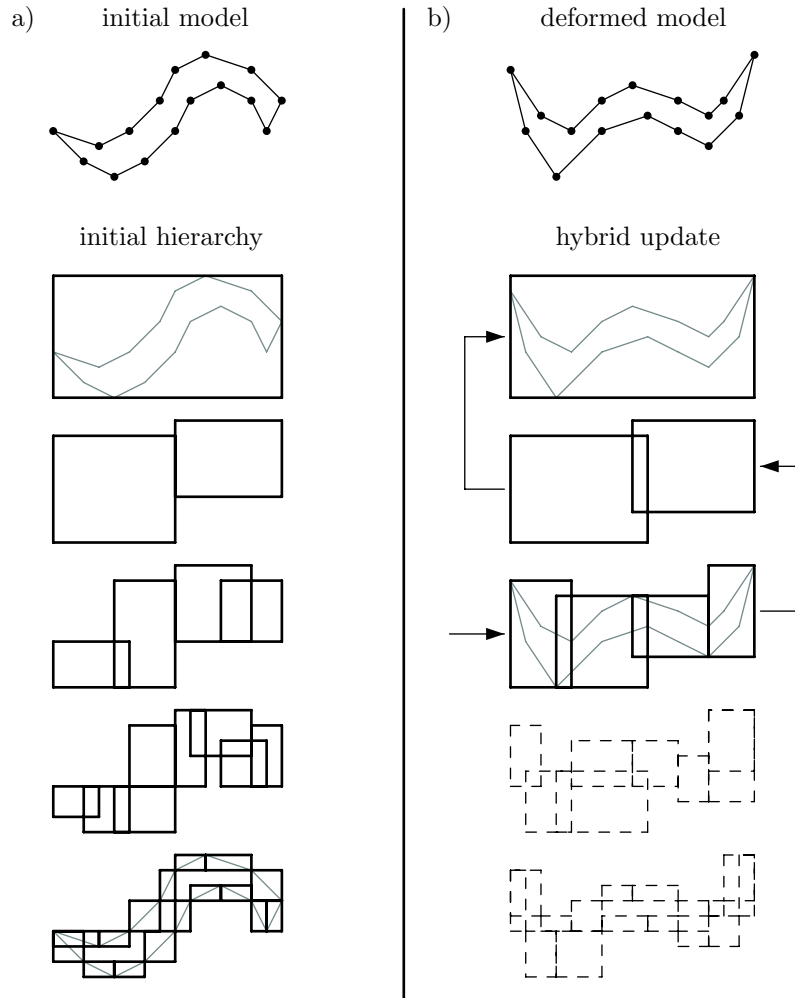 a)
initial model
b)
deformed model
initial hierarchy
hybrid update